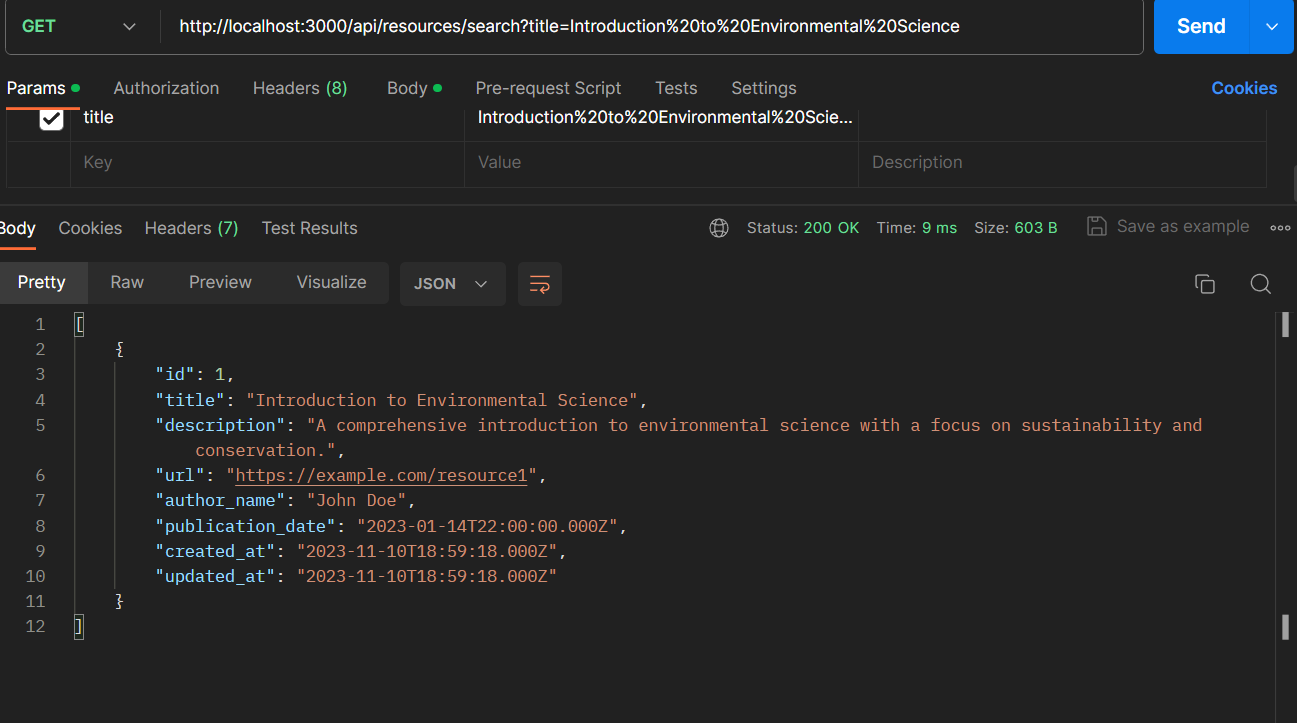 GET http://localhost:3000/api/resources/search?title=Introduction%20to%20Environmental%20Science Send
Params Authorization Headers (8) Body Pre-request Script Tests Settings Cookies
title Introduction%20to%20Environmental%20Scie...
Key Value Description
Body Cookies Headers (7) Test Results Status: 200 OK Time: 9 ms Size: 603 B Save as example
Pretty Raw Preview Visualize JSON
1 [
2 {
3 "id": 1,
4 "title": "Introduction to Environmental Science",
5 "description": "A comprehensive introduction to environmental science with a focus on sustainability and
conservation.",
6 "url": "https://example.com/resource1",
7 "author_name": "John Doe",
8 "publication_date": "2023-01-14T22:00:00.000Z",
9 "created_at": "2023-11-10T18:59:18.000Z",
10 "updated_at": "2023-11-10T18:59:18.000Z"
11 }
12 ]